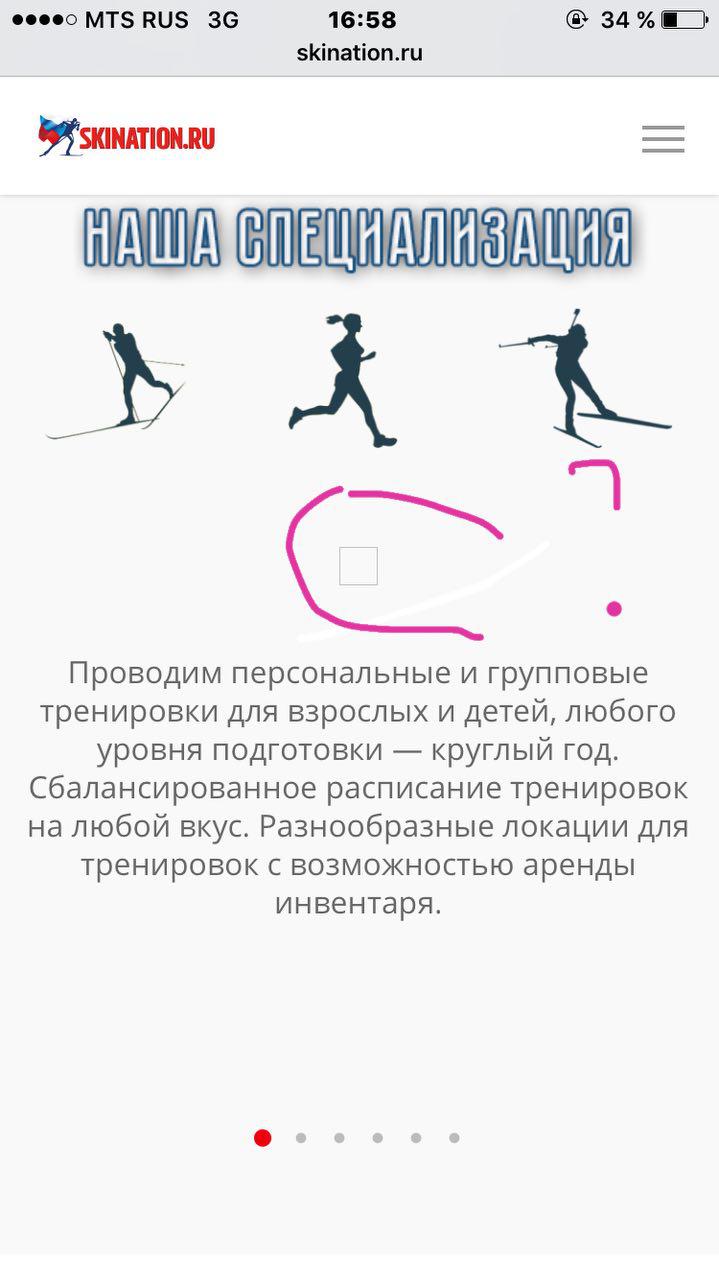 MTS RUS 3G 16:58 34 %
skination.ru
SKINATION.RU
НАША СПЕЦИАЛИЗАЦИЯ
?
Проводим персональные и групповые
тренировки для взрослых и детей, любого
уровня подготовки — круглый год.
Сбалансированное расписание тренировок
на любой вкус. Разнообразные локации для
тренировок с возможностью аренды
инвентаря.